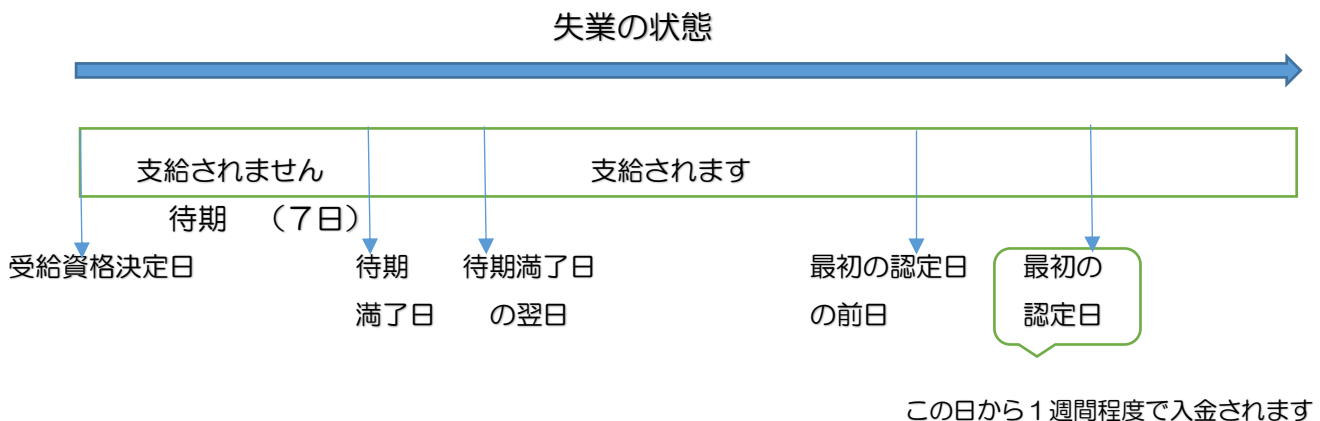 失業の状態
支給されません
支給されます
待期　（７日）
受給資格決定日
待期
満了日
待期満了日
の翌日
最初の認定日
の前日
最初の
認定日
この日から１週間程度で入金されます